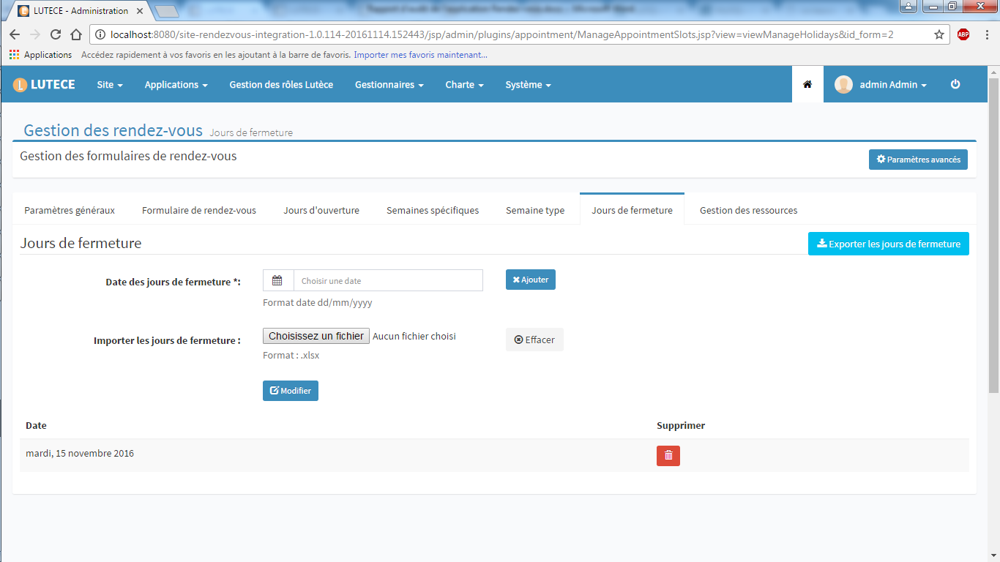 LUTECE - Administration
localhost:8080/site-rendezvous-integration-1.0.114-20161114.152443/jsp/admin/plugins/appointment/ManageAppointmentSlots.jsp?view=viewManageHolidays&id_form=2
ABP
Applications Accédez rapidement à vos favoris en les ajoutant à la barre de favoris. Importer mes favoris maintenant...
L LUTECE Site Applications Gestion des rôles Lutèce Gestionnaires Charte Système admin Admin
Gestion des rendez-vous Jours de fermeture
Gestion des formulaires de rendez-vous
Paramètres avancés
Paramètres généraux Formulaire de rendez-vous Jours d'ouverture Semaines spécifiques Semaine type Jours de fermeture Gestion des ressources
Jours de fermeture
Exporter les jours de fermeture
Date des jours de fermeture *: Choisir une date Ajouter
Format date dd/mm/yyyy
Importer les jours de fermeture : Choisissez un fichier Aucun fichier choisi Effacer
Format : .xlsx
Modifier
Date Supprimer
mardi, 15 novembre 2016